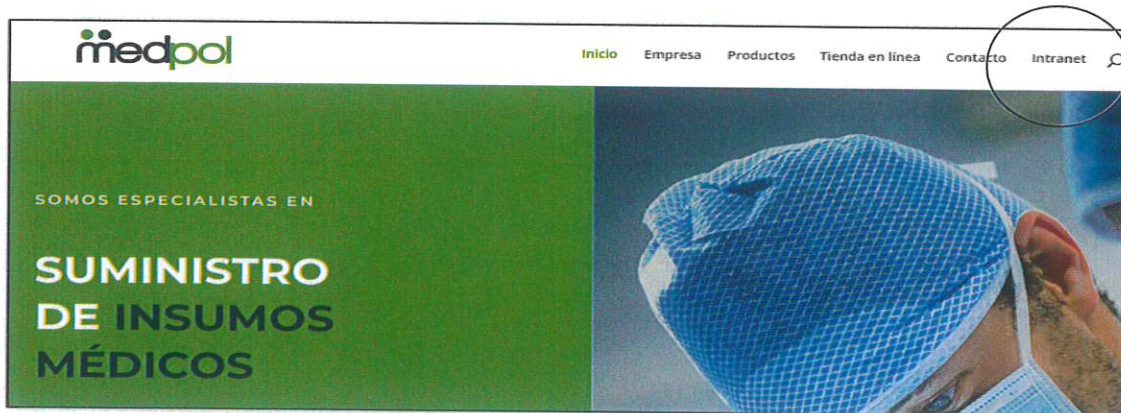 medpol
Inicio Empresa Productos Tienda en línea Contacto Intranet
SOMOS ESPECIALISTAS EN
SUMINISTRO
DE INSUMOS
MÉDICOS